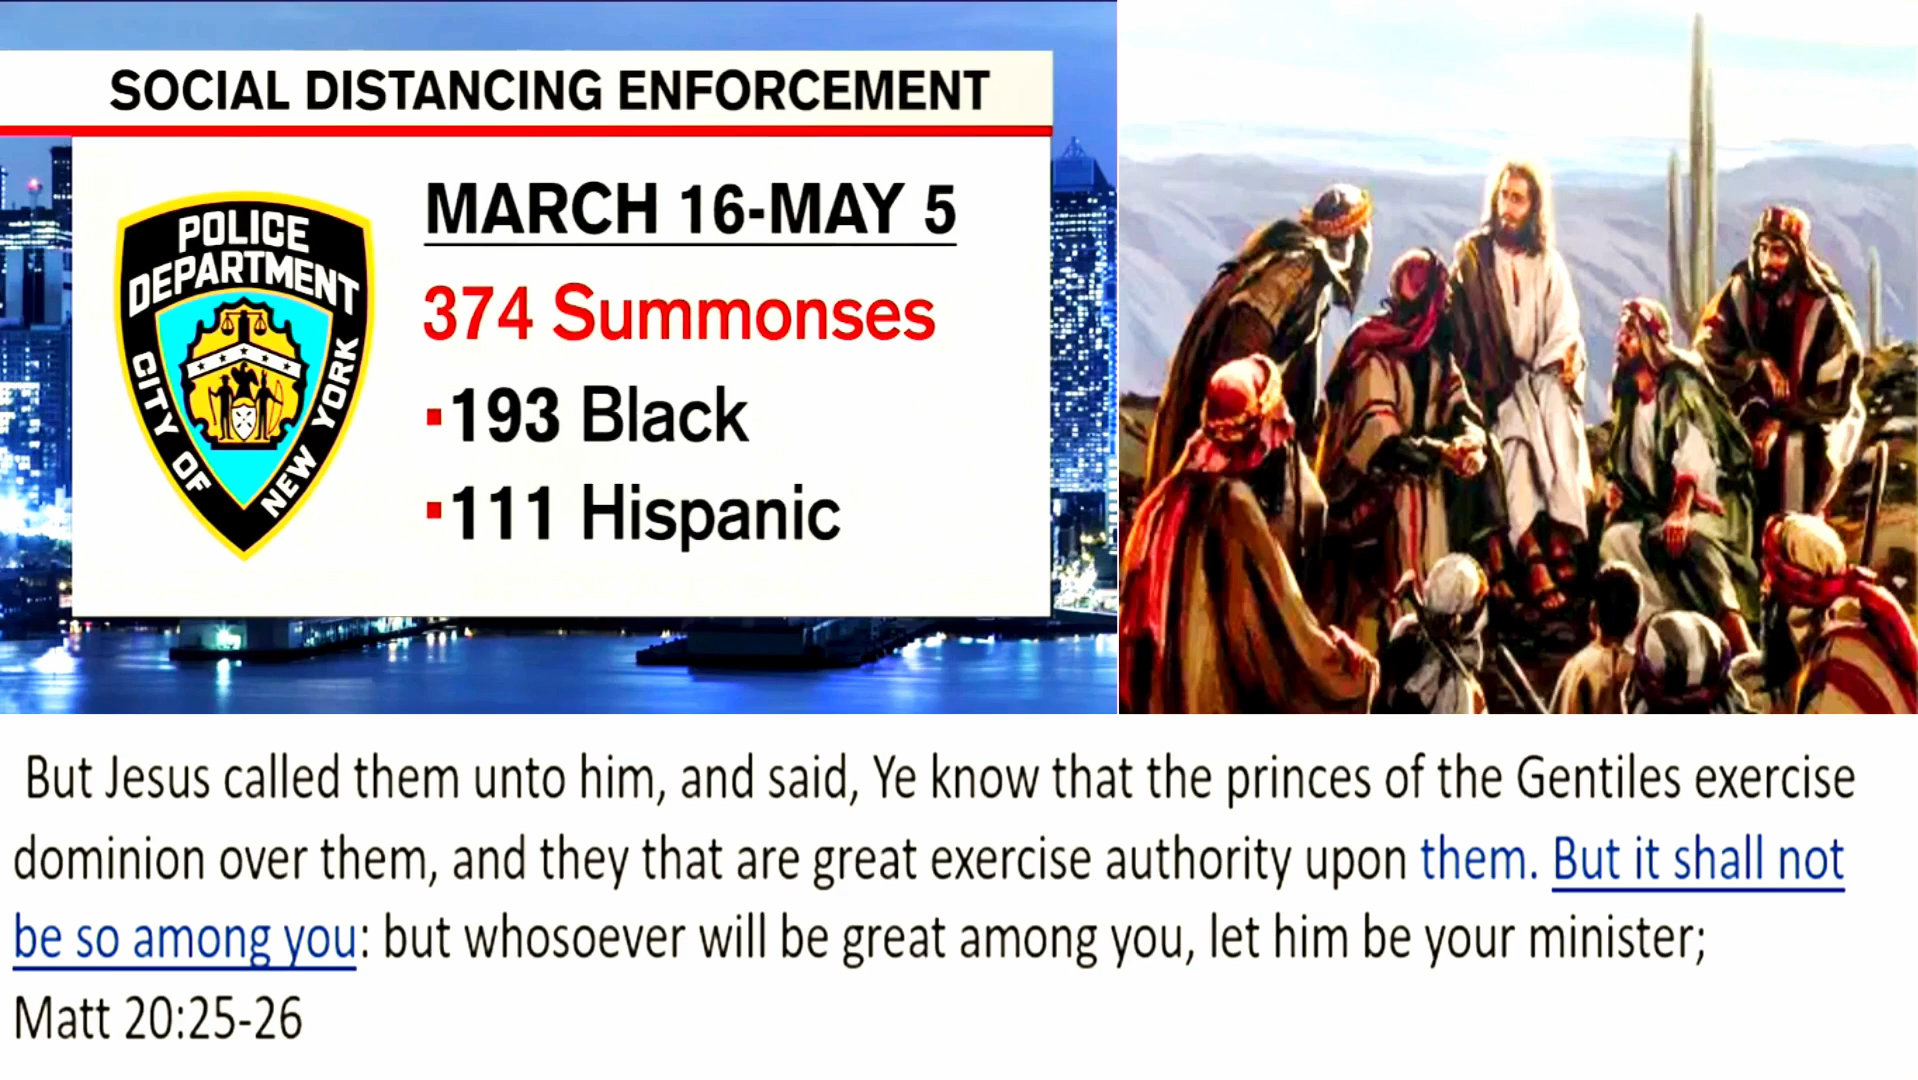 SOCIAL DISTANCING ENFORCEMENT
POLICE
DEPARTMENT
CITY OF
NEW YORK
MARCH 16-MAY 5
374 Summonses
▪193 Black
▪111 Hispanic
But Jesus called them unto him, and said, Ye know that the princes of the Gentiles exercise
dominion over them, and they that are great exercise authority upon them. But it shall not
be so among you: but whosoever will be great among you, let him be your minister;
Matt 20:25-26